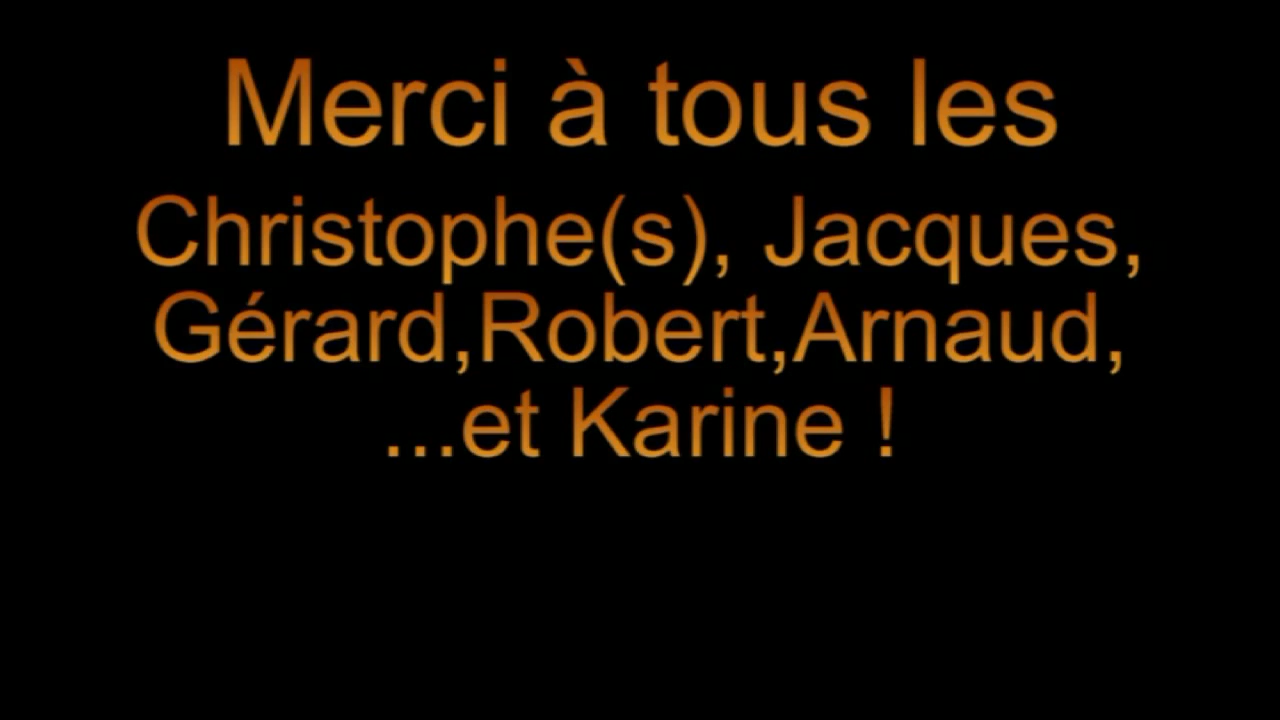 Merci à tous les
Christophe(s), Jacques,
Gérard,Robert,Arnaud,
...et Karine !